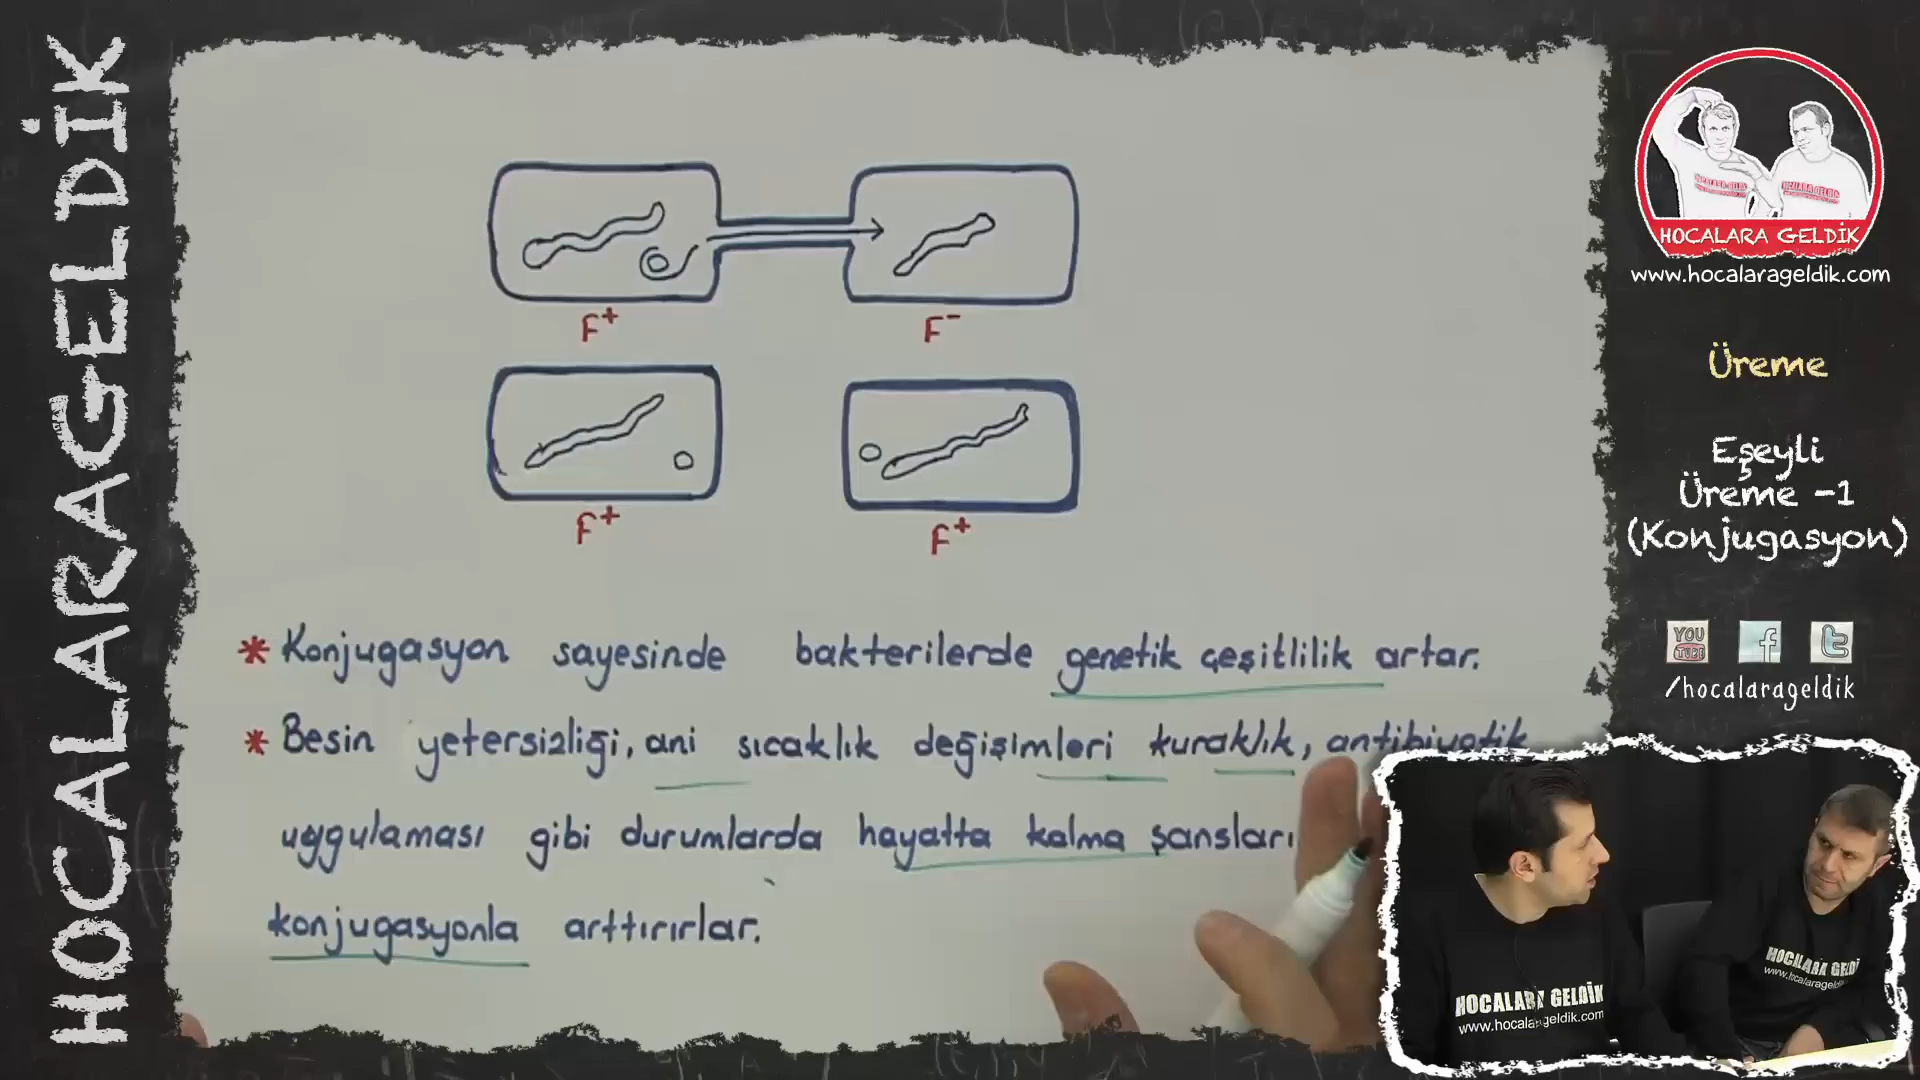 HOCALARAGELDİK
F+
F-
F+
F+
* Konjugasyon sayesinde bakterilerde genetik çeşitlilik artar.
* Besin yetersizliği, ani sıcaklık değişimleri kuraklık, antibiyotik
uygulaması gibi durumlarda hayatta kalma şansları
konjugasyonla arttırırlar.
HOCALARA GELDİK
www.hocalarageldik.com
Üreme
Eşeyli
Üreme -1
(Konjugasyon)
YOU
TUBE
f
t
/hocalarageldik
HOCALARA GELDİK
www.hocalarageldik.com
HOCALARA GELDİ
www.hocalarageldik